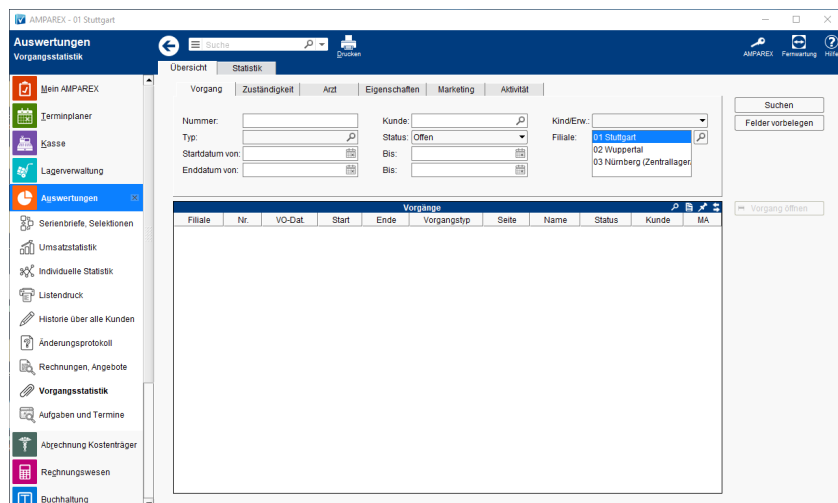 AMPAREX - 01 Stuttgart
Auswertungen
Vorgangsstatistik
Suche
Drucken
AMPAREX Fernwartung Hilfe
Übersicht Statistik
Mein AMPAREX
Terminplaner
Kasse
Lagerverwaltung
Auswertungen
Serienbriefe, Selektionen
Umsatzstatistik
Individuelle Statistik
Listendruck
Historie über alle Kunden
Änderungsprotokoll
Rechnungen, Angebote
Vorgangsstatistik
Aufgaben und Termine
Abrechnung Kostenträger
Rechnungswesen
Buchhaltung
Vorgang Zuständigkeit Arzt Eigenschaften Marketing Aktivität
Nummer: Kunde: Kind/Erw.:
Typ: Status: Offen Filiale: 01 Stuttgart
Startdatum von: Bis: 02 Wuppertal
03 Nürnberg (Zentrallager
Enddatum von: Bis:
Suchen
Felder vorbelegen
Vorgänge
Filiale Nr. VO-Dat. Start Ende Vorgangstyp Seite Name Status Kunde MA
Vorgang öffnen